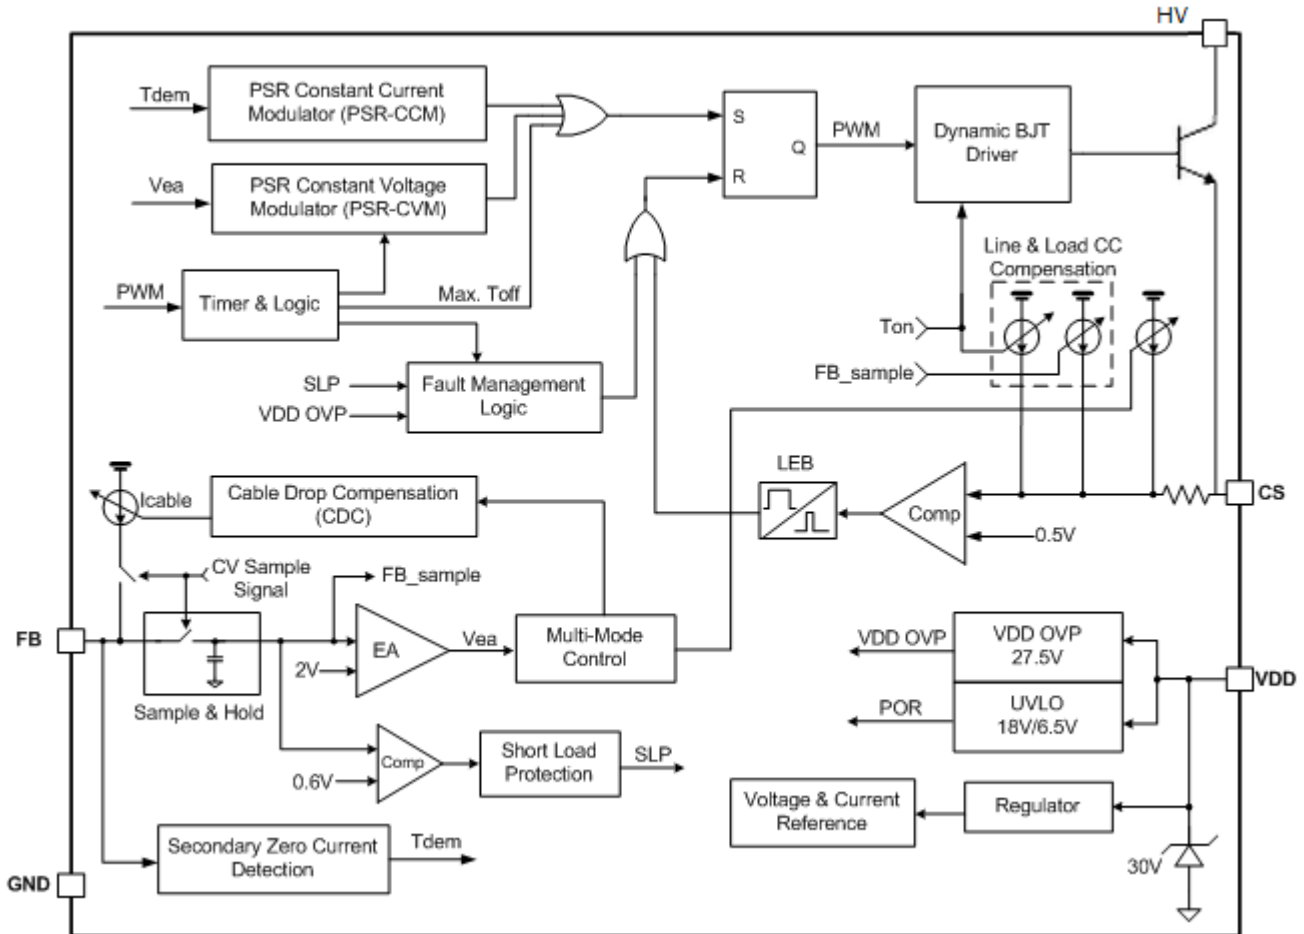 HV
Tdem
PSR Constant Current
Modulator (PSR-CCM)
S
R
Q
PWM
Dynamic BJT
Driver
Vea
PSR Constant Voltage
Modulator (PSR-CVM)
Line & Load CC
Compensation
PWM
Timer & Logic
Max. Toff
Ton
FB_sample
SLP
VDD OVP
Fault Management
Logic
LEB
Icable
Cable Drop Compensation
(CDC)
Comp
0.5V
CS
CV Sample
Signal
FB_sample
FB
EA
2V
Vea
Multi-Mode
Control
VDD OVP
VDD OVP
27.5V
VDD
Sample & Hold
POR
UVLO
18V/6.5V
Comp
0.6V
Short Load
Protection
SLP
Voltage & Current
Reference
Regulator
Secondary Zero Current
Detection
Tdem
30V
GND